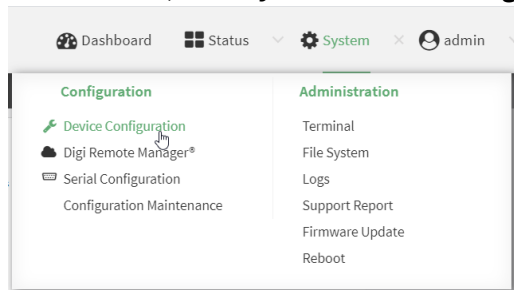 Dashboard Status System admin
Configuration
Device Configuration
Digi Remote Manager®
Serial Configuration
Configuration Maintenance
Administration
Terminal
File System
Logs
Support Report
Firmware Update
Reboot